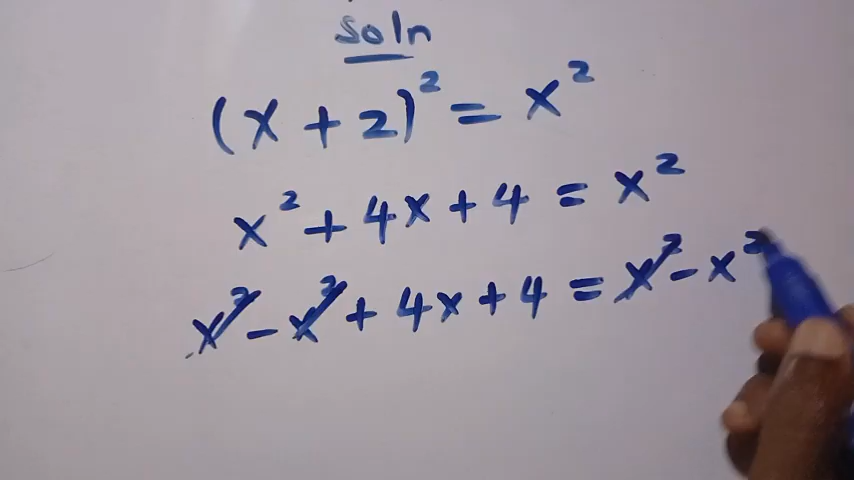 soln
(x + 2)² = x²
x² + 4x + 4 = x²
x² - x² + 4x + 4 = x² - x²